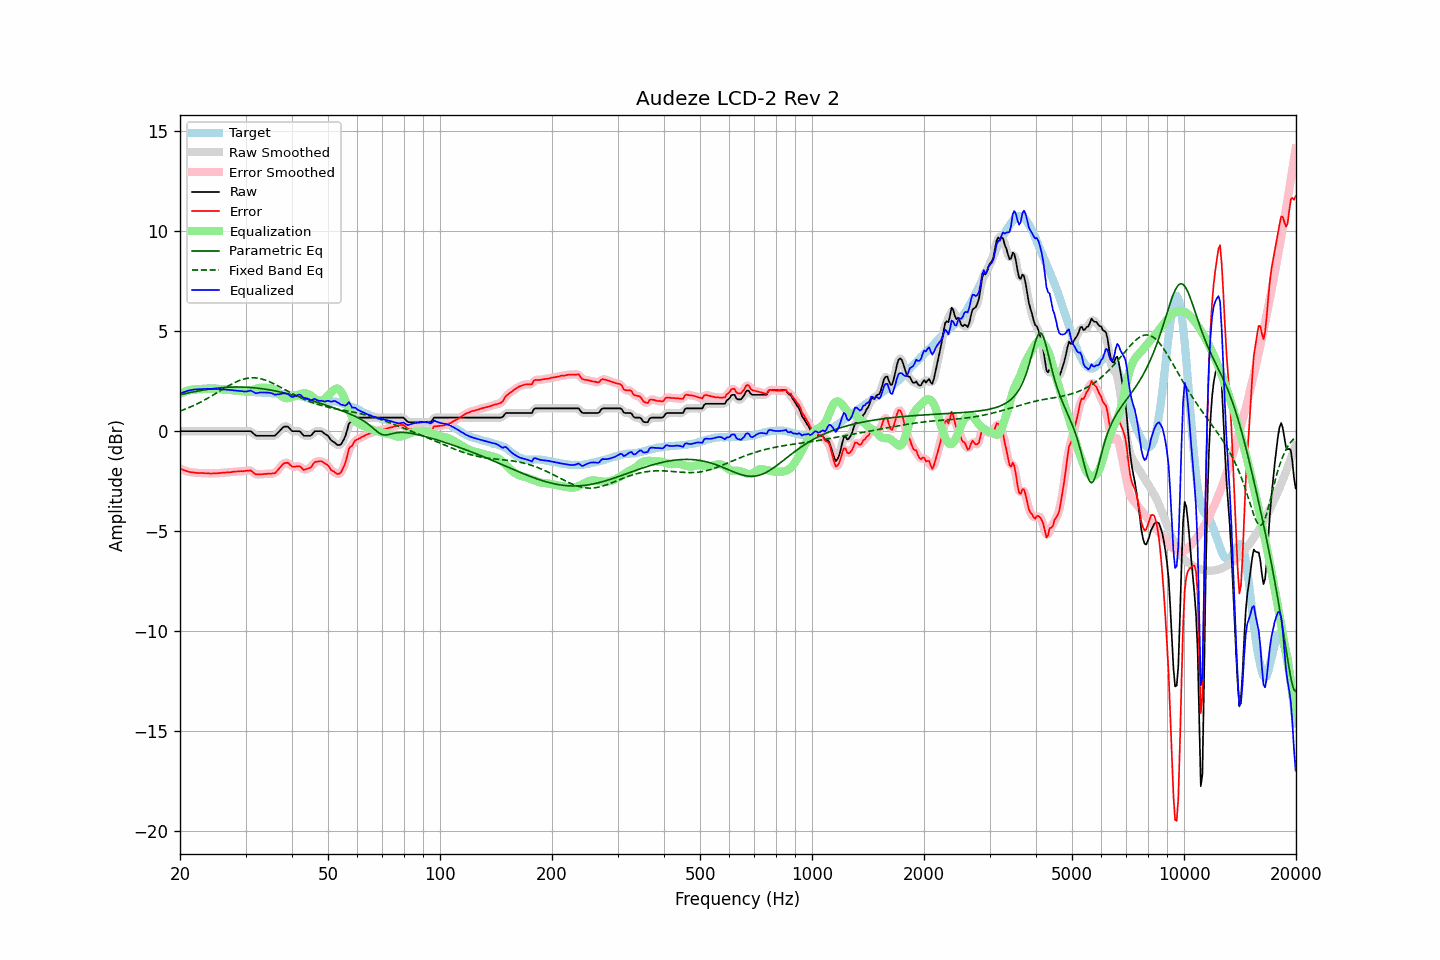 Audeze LCD-2 Rev 2
Target
Raw Smoothed
Error Smoothed
Raw
Error
Equalization
Parametric Eq
Fixed Band Eq
Equalized
15
10
5
0
−5
−10
−15
−20
Amplitude (dBr)
20 50 100 200 500 1000 2000 5000 10000 20000
Frequency (Hz)